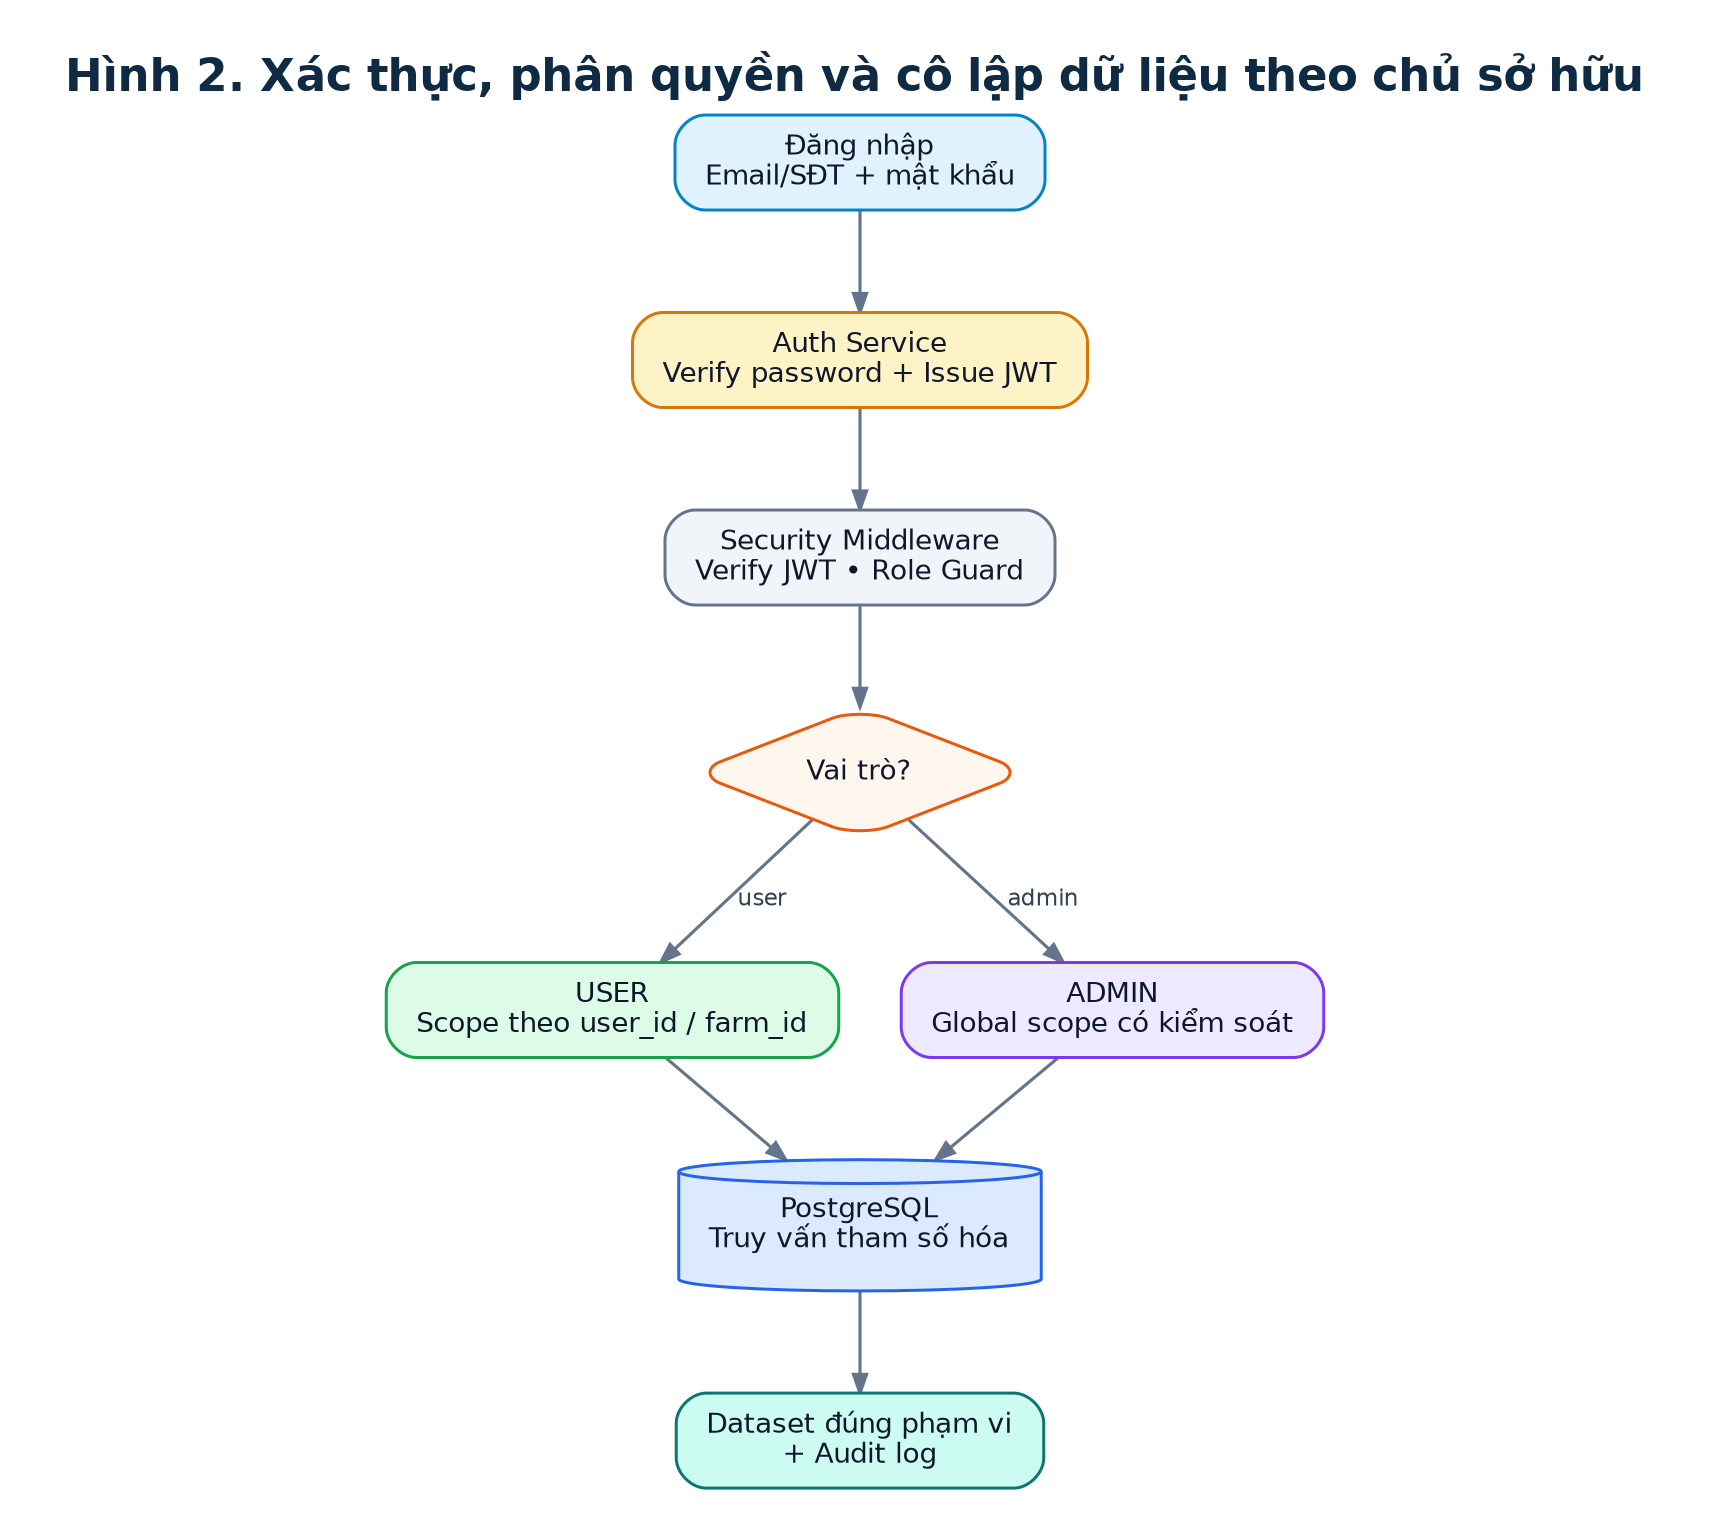 Hình 2. Xác thực, phân quyền và cô lập dữ liệu theo chủ sở hữu
Đăng nhập
Email/SĐT + mật khẩu
Auth Service
Verify password + Issue JWT
Security Middleware
Verify JWT • Role Guard
Vai trò?
user
admin
USER
Scope theo user_id / farm_id
ADMIN
Global scope có kiểm soát
PostgreSQL
Truy vấn tham số hóa
Dataset đúng phạm vi
+ Audit log